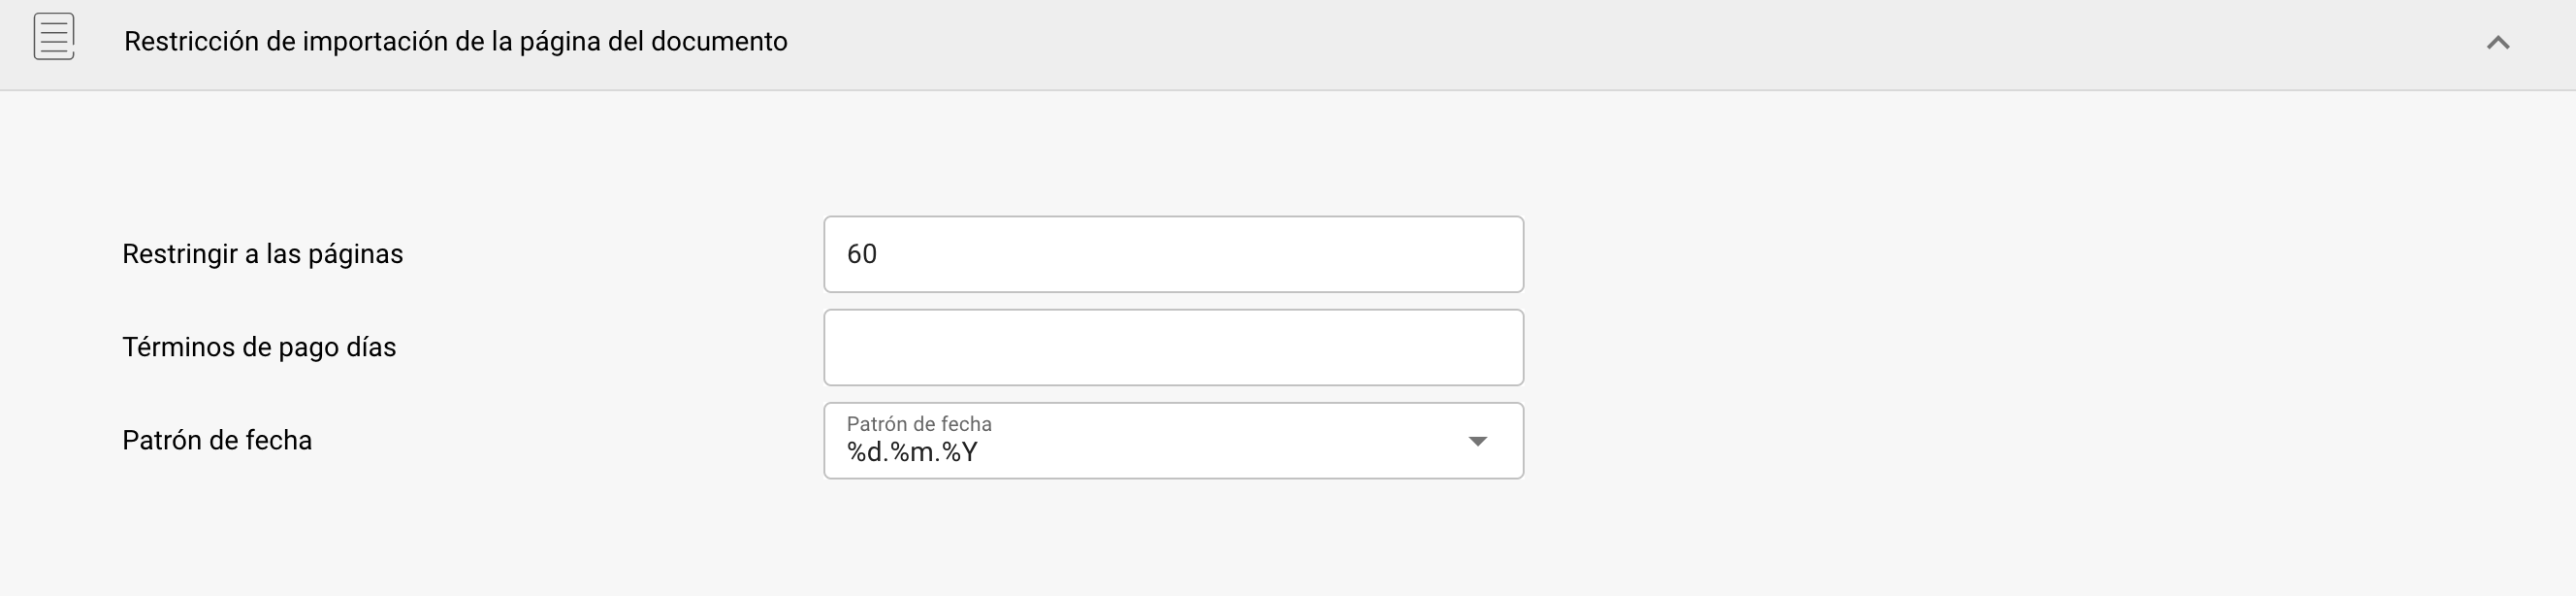 Restricción de importación de la página del documento
Restringir a las páginas
60
Términos de pago días
Patrón de fecha
Patrón de fecha
%d.%m.%Y